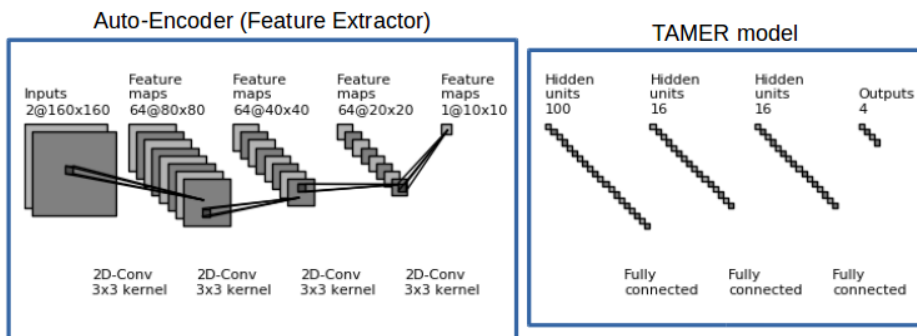 Auto-Encoder (Feature Extractor)
Inputs
2@160x160
Feature
maps
64@80x80
Feature
maps
64@40x40
Feature
maps
64@20x20
Feature
maps
1@10x10
2D-Conv
3x3 kernel
2D-Conv
3x3 kernel
2D-Conv
3x3 kernel
2D-Conv
3x3 kernel
TAMER model
Hidden
units
100
Hidden
units
16
Hidden
units
16
Outputs
4
Fully
connected
Fully
connected
Fully
connected